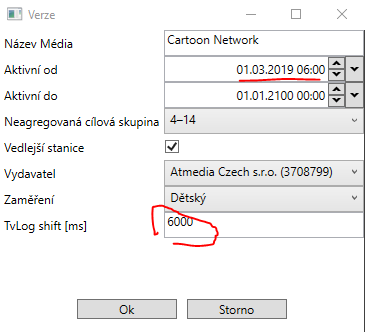 Verze
Název Média Cartoon Network
Aktivní od 01.03.2019 06:00
Aktivní do 01.01.2100 00:00
Neagregovaná cílová skupina 4–14
Vedlejší stanice
Vydavatel Atmedia Czech s.r.o. (3708799)
Zaměření Dětský
TvLog shift [ms] 6000
Ok Storno